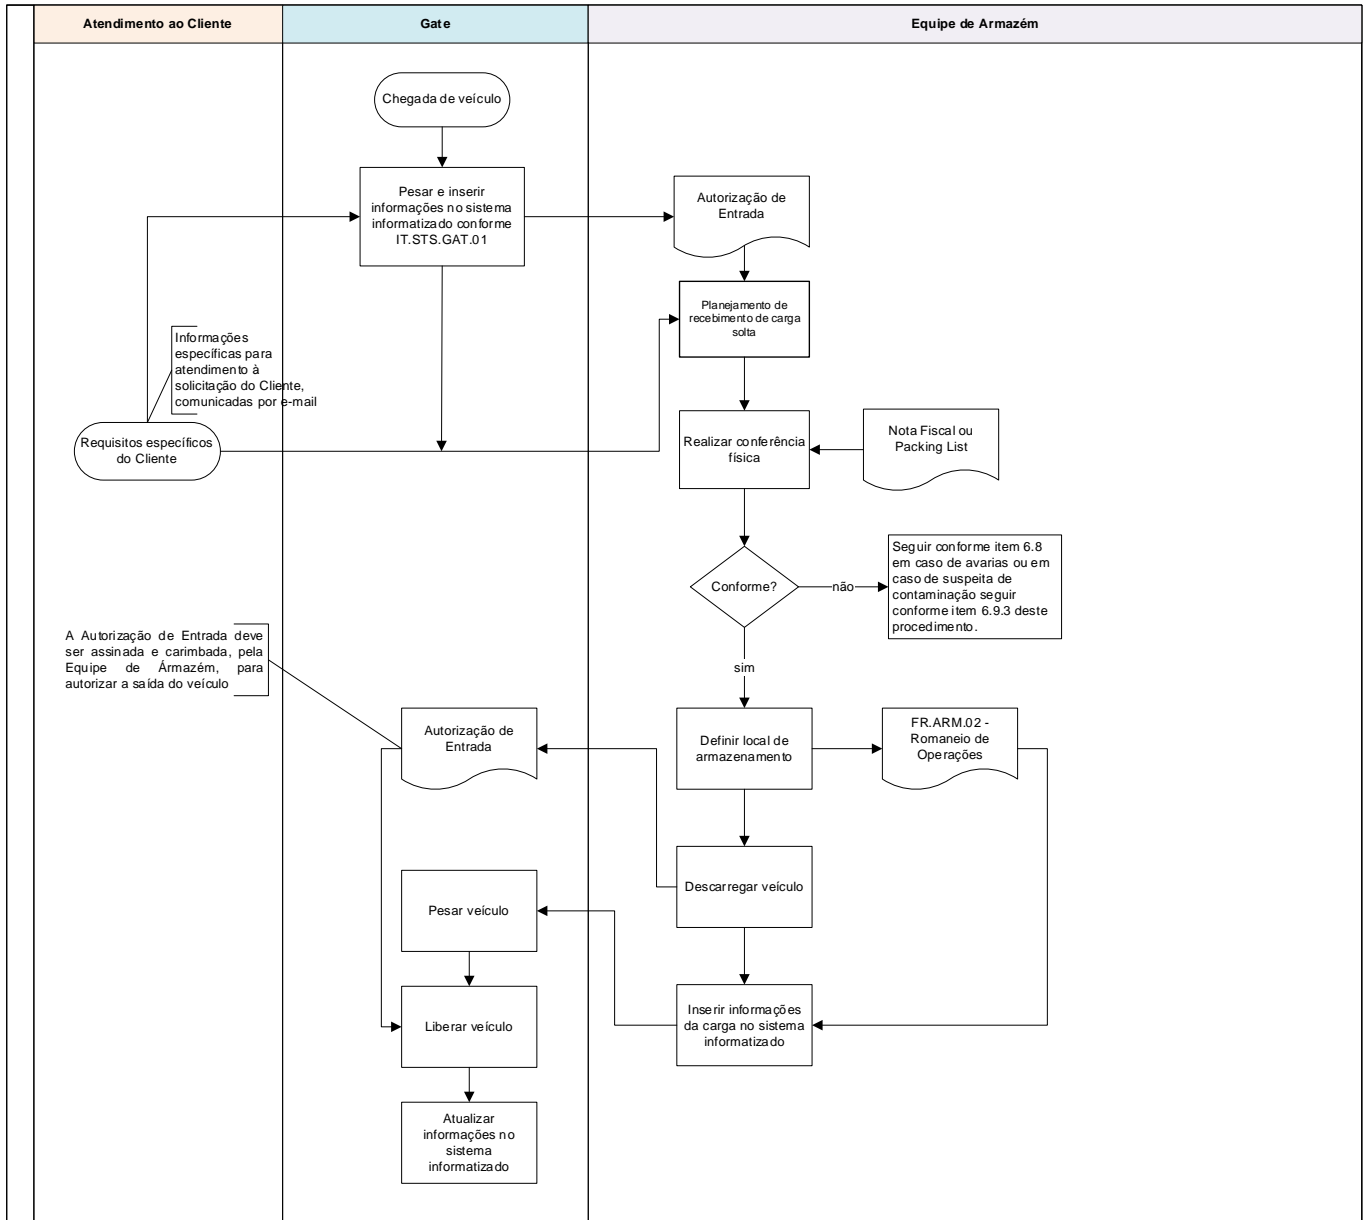 Atendimento ao Cliente
Gate
Equipe de Armazém
Chegada de veículo
Pesar e inserir
informações no sistema
informatizado conforme
IT.STS.GAT.01
Autorização de
Entrada
Planejamento de
recebimento de carga
solta
Informações
específicas para
atendimento à
solicitação do Cliente,
comunicadas por e-mail
Requisitos específicos
do Cliente
Realizar conferência
física
Nota Fiscal ou
Packing List
Conforme?
não
Seguir conforme item 6.8
em caso de avarias ou em
caso de suspeita de
contaminação seguir
conforme item 6.9.3 deste
procedimento.
sim
A Autorização de Entrada deve
ser assinada e carimbada, pela
Equipe de Ármazém, para
autorizar a saída do veículo
Autorização de
Entrada
Definir local de
armazenamento
FR.ARM.02 -
Romaneio de
Operações
Descarregar veículo
Pesar veículo
Inserir informações
da carga no sistema
informatizado
Liberar veículo
Atualizar
informações no
sistema
informatizado